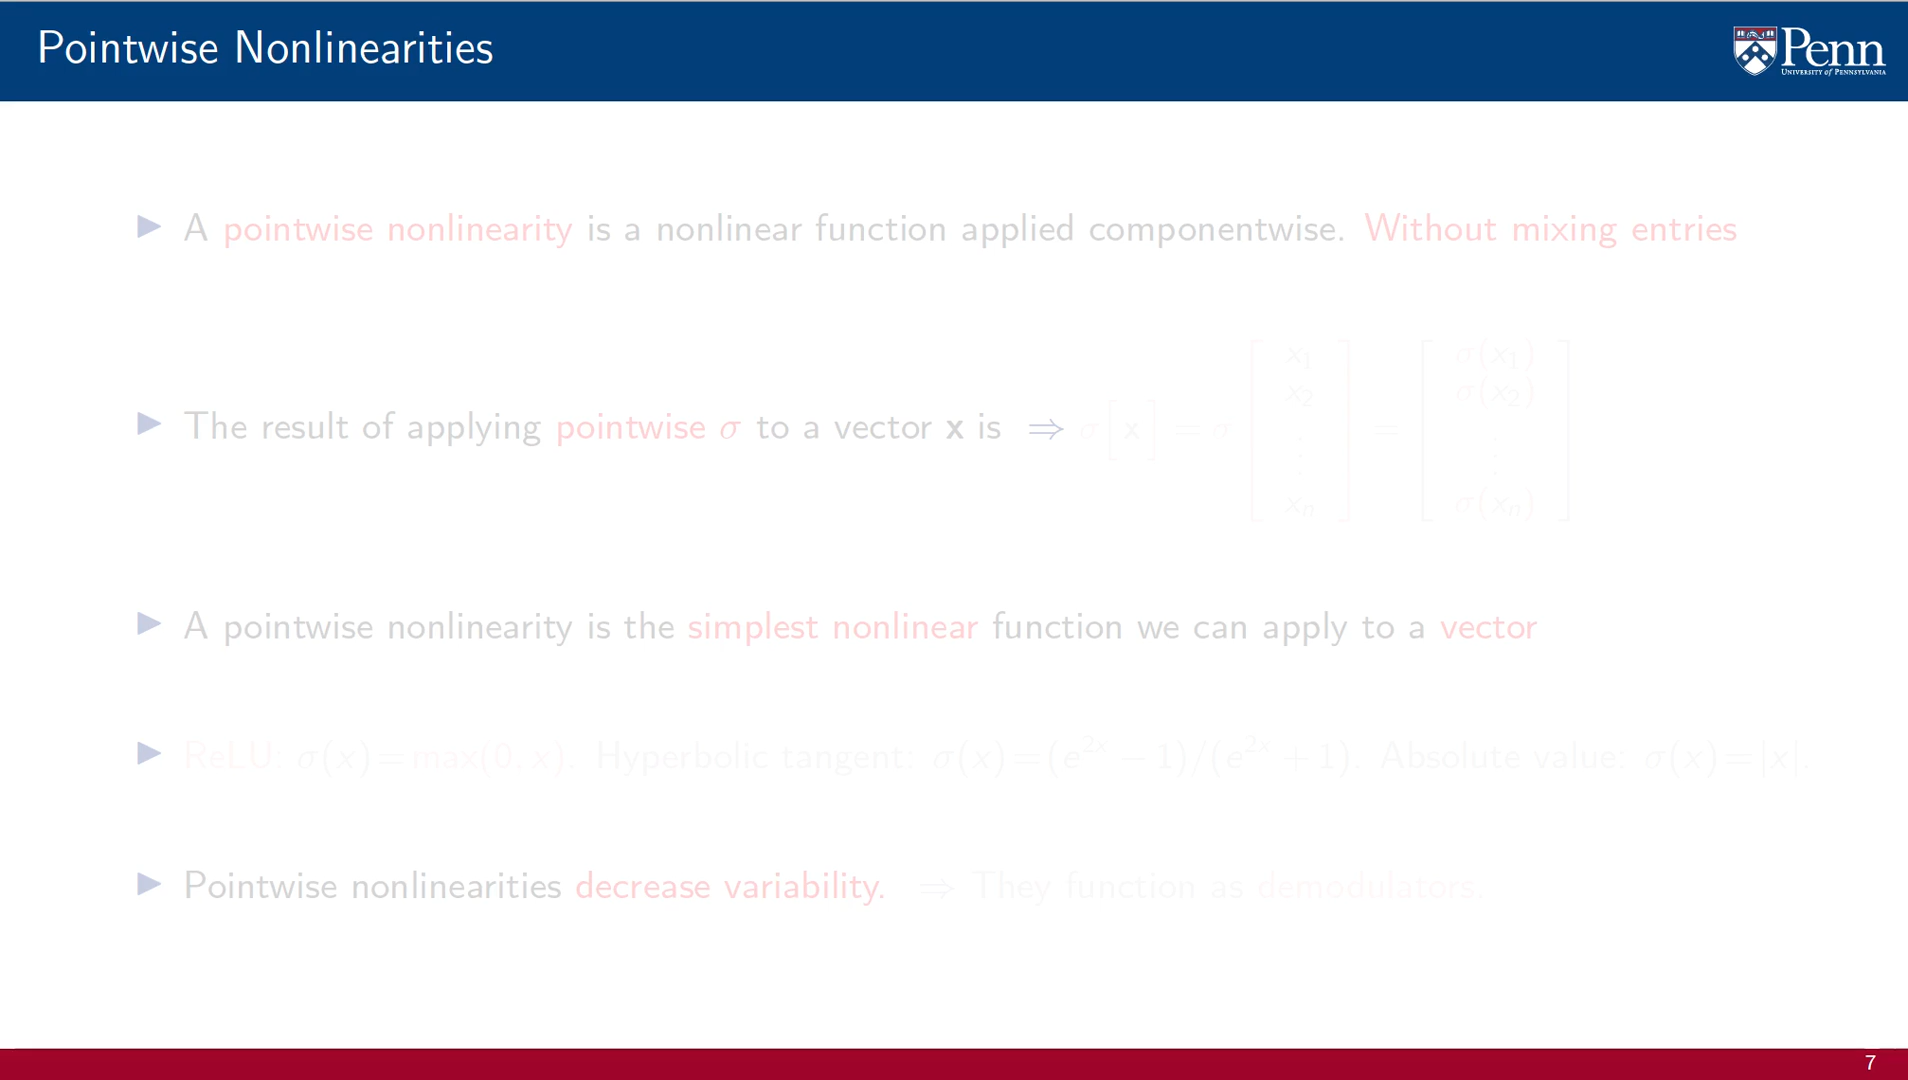 Pointwise Nonlinearities
Penn
UNIVERSITY of PENNSYLVANIA
▶ A pointwise nonlinearity is a nonlinear function applied componentwise. Without mixing entries
▶ The result of applying pointwise σ to a vector x is ⇒ σ[x] = σ[x₁ x₂ ⋮ xₙ] = [σ(x₁) σ(x₂) ⋮ σ(xₙ)]
▶ A pointwise nonlinearity is the simplest nonlinear function we can apply to a vector
▶ ReLU: σ(x)=max(0, x). Hyperbolic tangent: σ(x)=(e²ˣ − 1)/(e²ˣ + 1). Absolute value: σ(x)=|x|.
▶ Pointwise nonlinearities decrease variability. ⇒ They function as demodulators.
7